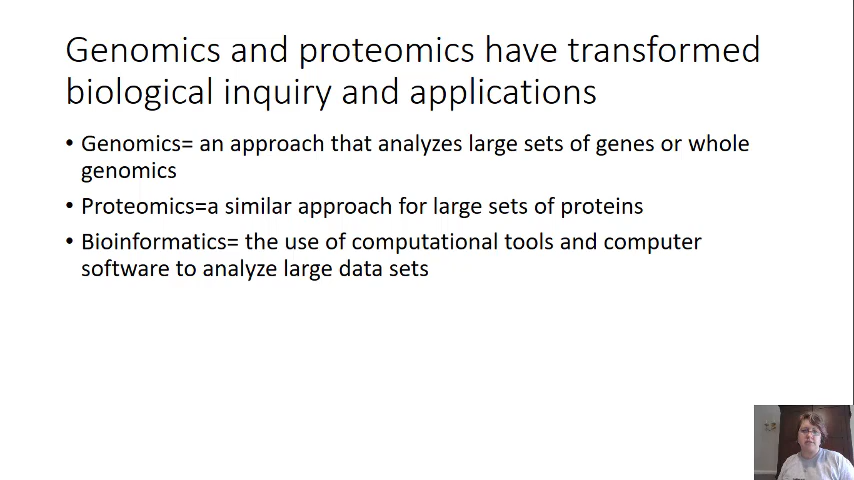 Genomics and proteomics have transformed
biological inquiry and applications
• Genomics= an approach that analyzes large sets of genes or whole
genomics
• Proteomics=a similar approach for large sets of proteins
• Bioinformatics= the use of computational tools and computer
software to analyze large data sets